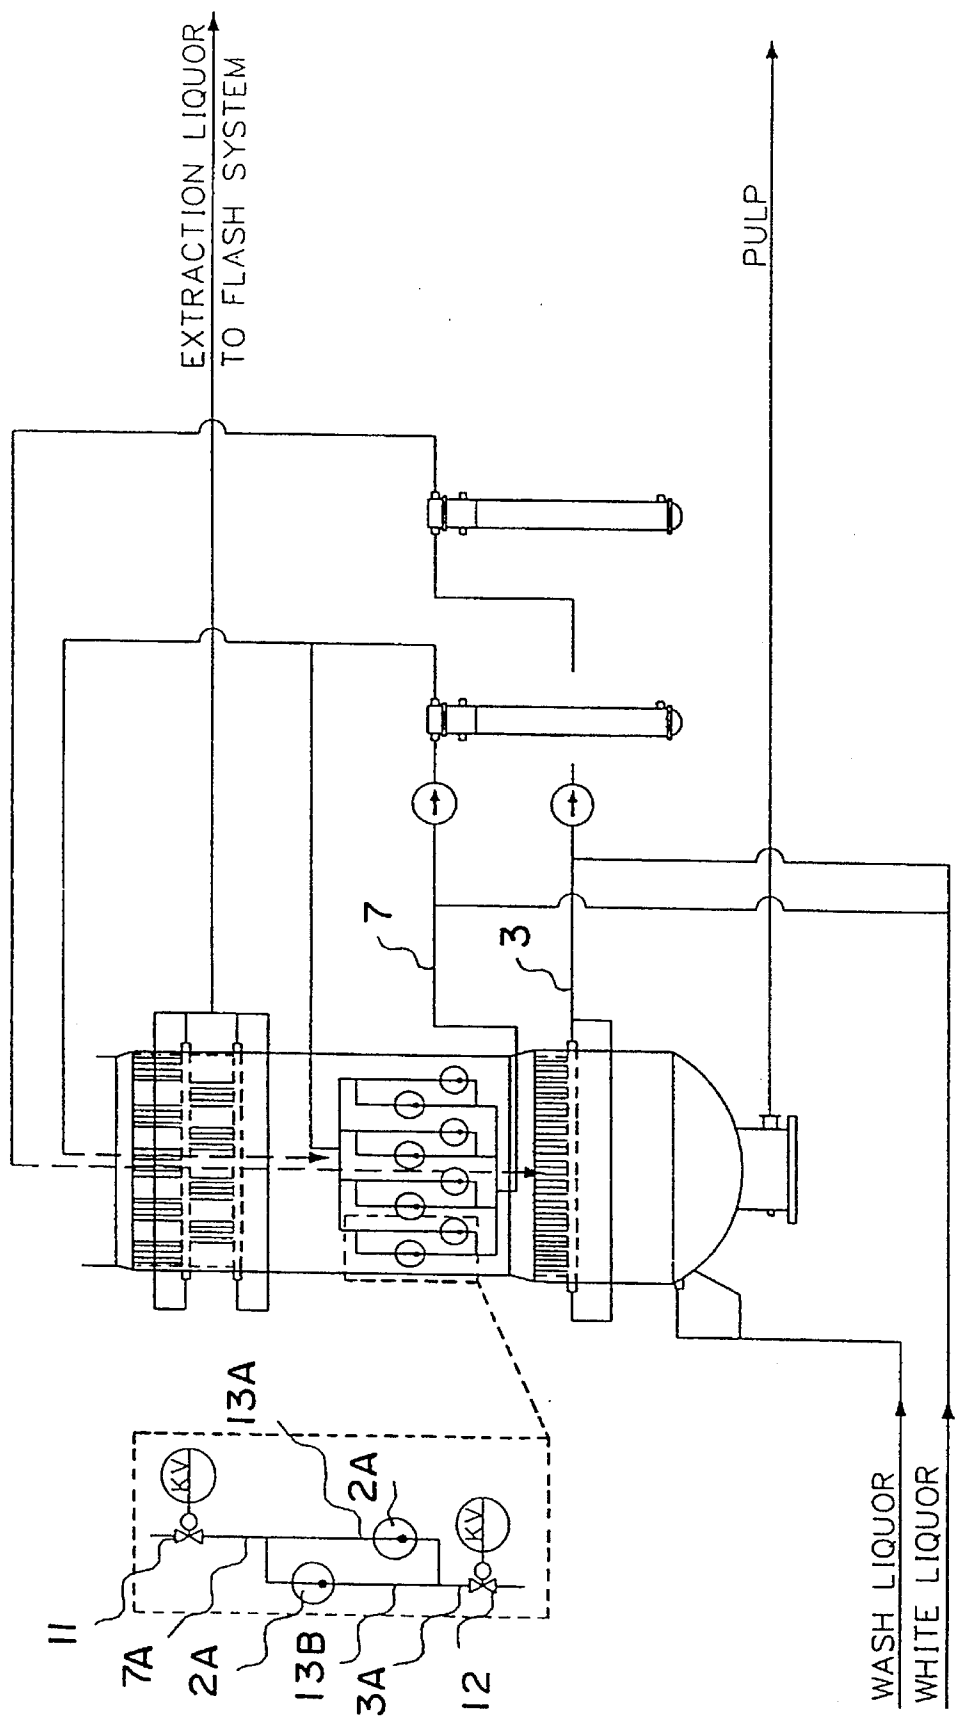 EXTRACTION LIQUOR
TO FLASH SYSTEM
PULP
7
3
13A
2A
KV
KV
11
7A
2A
13B
3A
12
WASH LIQUOR
WHITE LIQUOR